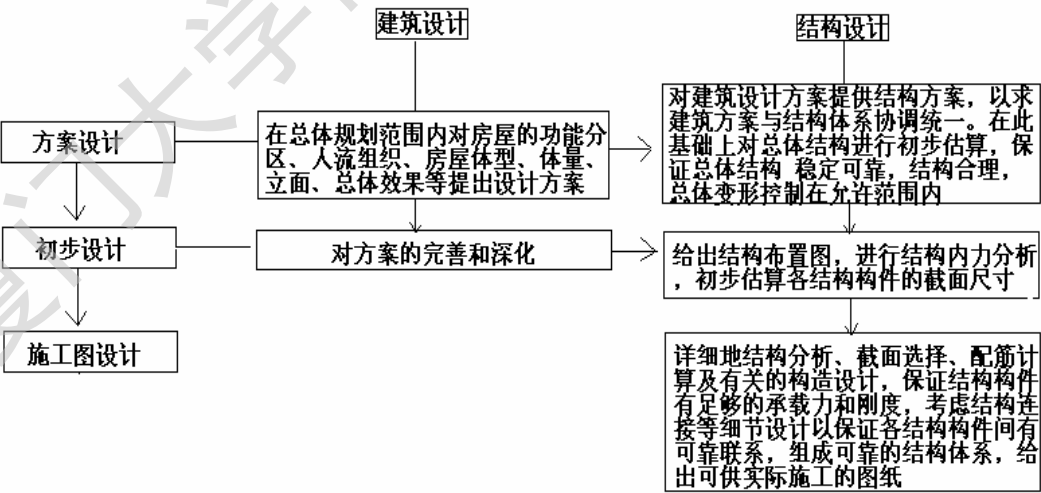 建筑设计
结构设计
方案设计
在总体规划范围内对房屋的功能分
区、人流组织、房屋体型、体量、
立面、总体效果等提出设计方案
对建筑设计方案提供结构方案，以求
建筑方案与结构体系协调统一。在此
基础上对总体结构进行初步估算，保
证总体结构 稳定可靠，结构合理，
总体变形控制在允许范围内
初步设计
对方案的完善和深化
给出结构布置图，进行结构内力分析
，初步估算各结构构件的截面尺寸
施工图设计
详细地结构分析、截面选择、配筋计
算及有关的构造设计，保证结构构件
有足够的承载力和刚度，考虑结构连
接等细节设计以保证各结构构件间有
可靠联系，组成可靠的结构体系，给
出可供实际施工的图纸
厦门大学